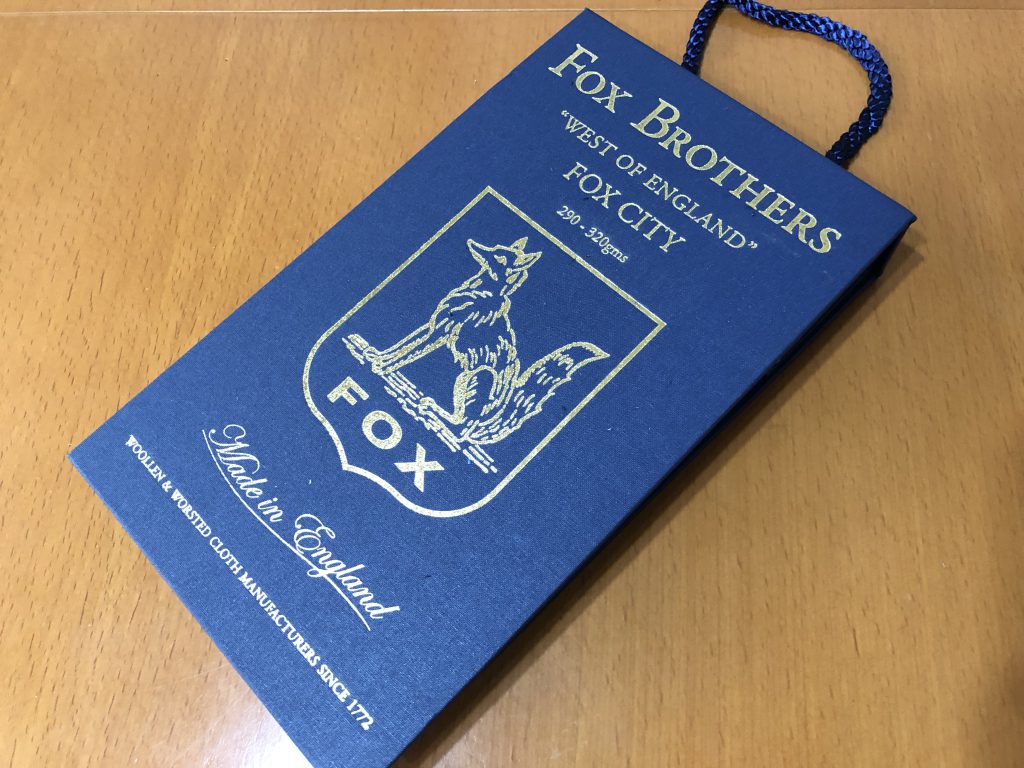 FOX BROTHERS
“WEST OF ENGLAND”
FOX CITY
290 - 320gms
FOX
Made in England
WOOLLEN & WORSTED CLOTH MANUFACTURERS SINCE 1772